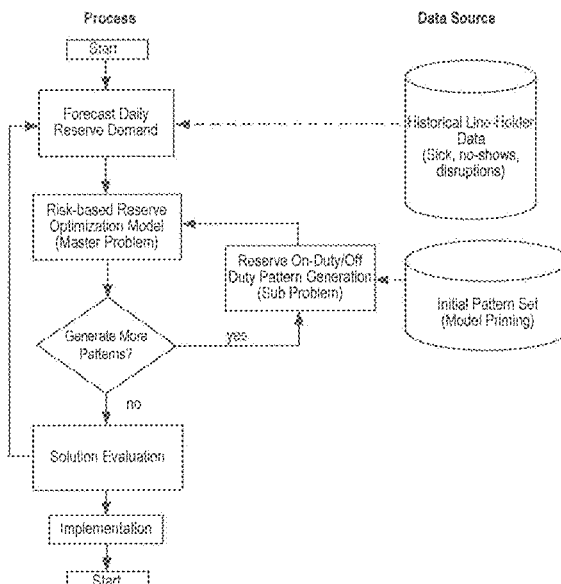 Process
Data Source
Start
Forecast Daily
Reserve Demand
Historical Line-Holder
Data
(Sick, no-shows,
disruptions)
Risk-based Reserve
Optimization Model
(Master Problem)
Reserve On-Duty/Off
Duty Pattern Generation
(Sub Problem)
Initial Pattern Set
(Model Priming)
Generate More
Patterns?
yes
no
Solution Evaluation
Implementation
Start